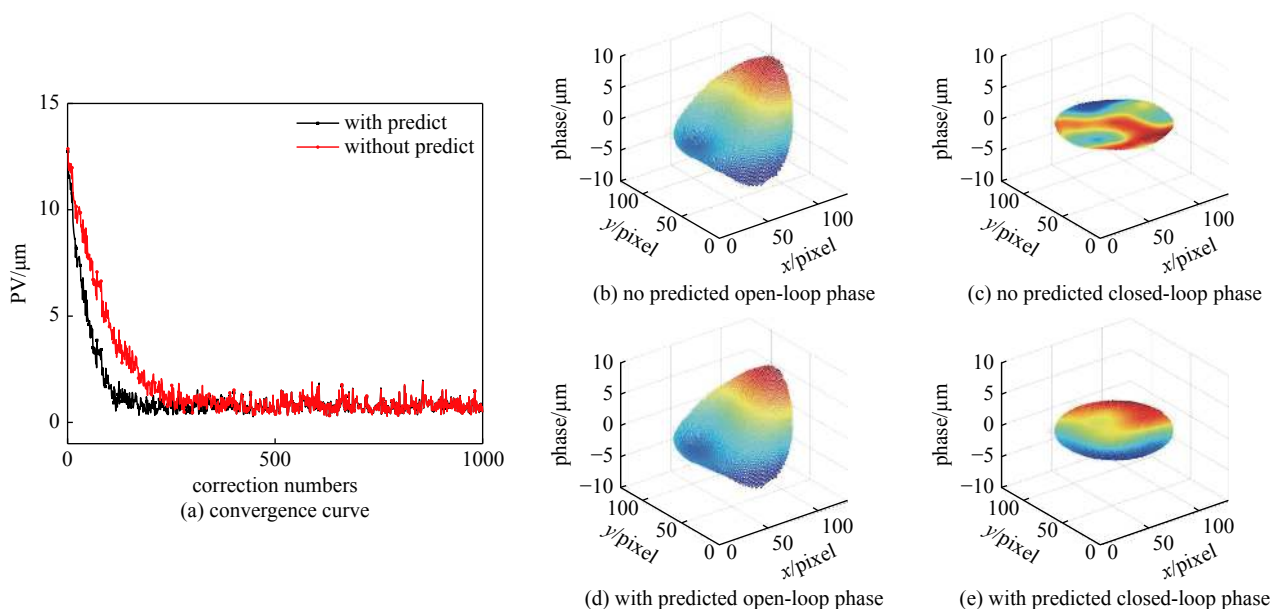 15
10
5
0
PV/μm
with predict
without predict
0
500
1000
correction numbers
(a) convergence curve
10
5
0
−5
−10
phase/μm
100
50
0
y/pixel
0
50
100
x/pixel
(b) no predicted open-loop phase
10
5
0
−5
−10
phase/μm
100
50
0
y/pixel
0
50
100
x/pixel
(c) no predicted closed-loop phase
10
5
0
−5
−10
phase/μm
100
50
0
y/pixel
0
50
100
x/pixel
(d) with predicted open-loop phase
10
5
0
−5
−10
phase/μm
100
50
0
y/pixel
0
50
100
x/pixel
(e) with predicted closed-loop phase